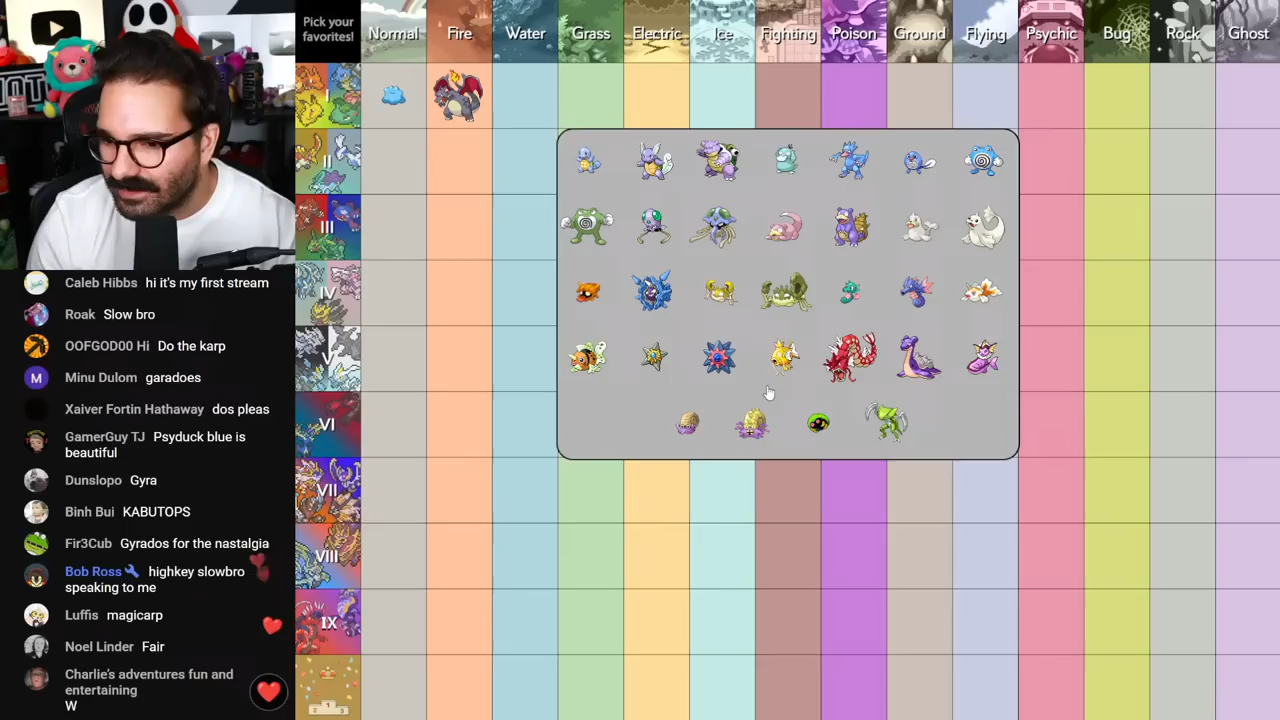 Pick your
favorites!
Normal
Fire
Water
Grass
Electric
Ice
Fighting
Poison
Ground
Flying
Psychic
Bug
Rock
Ghost
I
II
III
IV
V
VI
VII
VIII
IX
Caleb Hibbs hi it's my first stream
Roak Slow bro
OOFGOD00 Hi Do the karp
M Minu Dulom garadoes
Xaiver Fortin Hathaway dos pleas
GamerGuy TJ Psyduck blue is
beautiful
Dunslopo Gyra
Binh Bui KABUTOPS
Fir3Cub Gyrados for the nastalgia
Bob Ross highkey slowbro
speaking to me
Luffis magicarp
Noel Linder Fair
Charlie's adventures fun and
entertaining
W
2 1 3